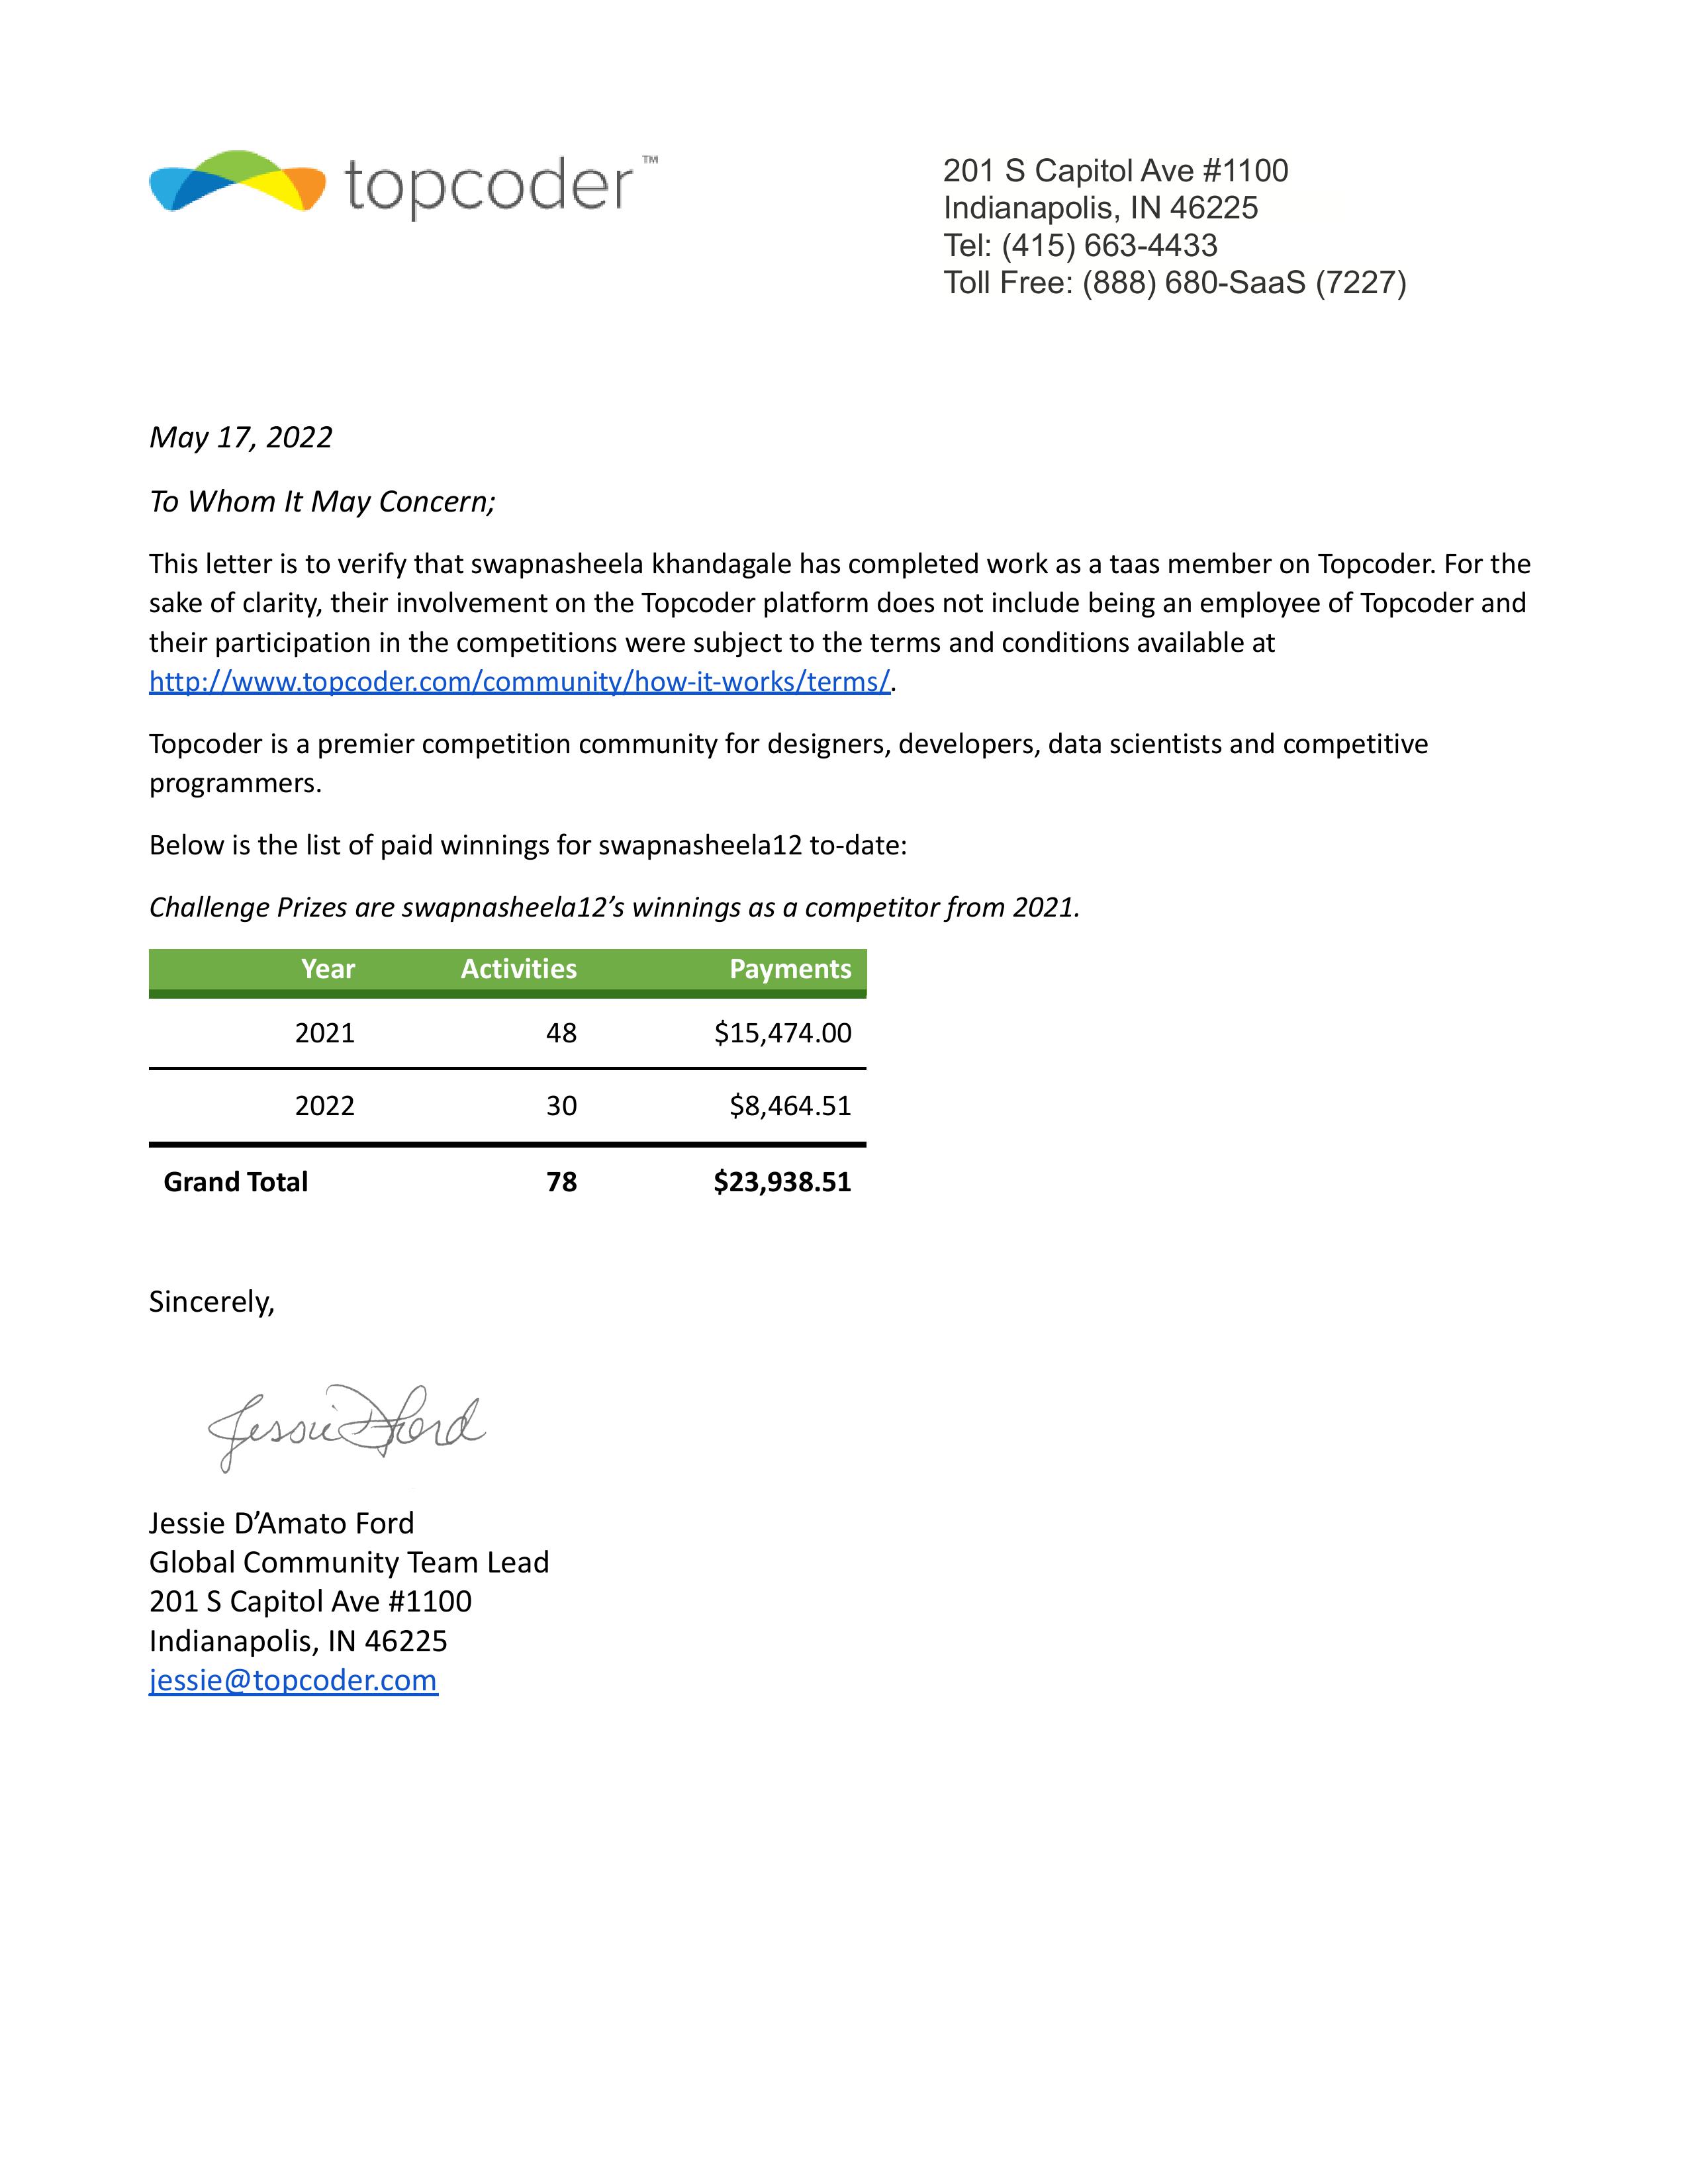 topcoder™
201 S Capitol Ave #1100
Indianapolis, IN 46225
Tel: (415) 663-4433
Toll Free: (888) 680-SaaS (7227)
May 17, 2022
To Whom It May Concern;
This letter is to verify that swapnasheela khandagale has completed work as a taas member on Topcoder. For the
sake of clarity, their involvement on the Topcoder platform does not include being an employee of Topcoder and
their participation in the competitions were subject to the terms and conditions available at
http://www.topcoder.com/community/how-it-works/terms/.
Topcoder is a premier competition community for designers, developers, data scientists and competitive
programmers.
Below is the list of paid winnings for swapnasheela12 to-date:
Challenge Prizes are swapnasheela12’s winnings as a competitor from 2021.
Year Activities Payments
2021 48 $15,474.00
2022 30 $8,464.51
Grand Total 78 $23,938.51
Sincerely,
Jessie D Ford
Jessie D’Amato Ford
Global Community Team Lead
201 S Capitol Ave #1100
Indianapolis, IN 46225
jessie@topcoder.com